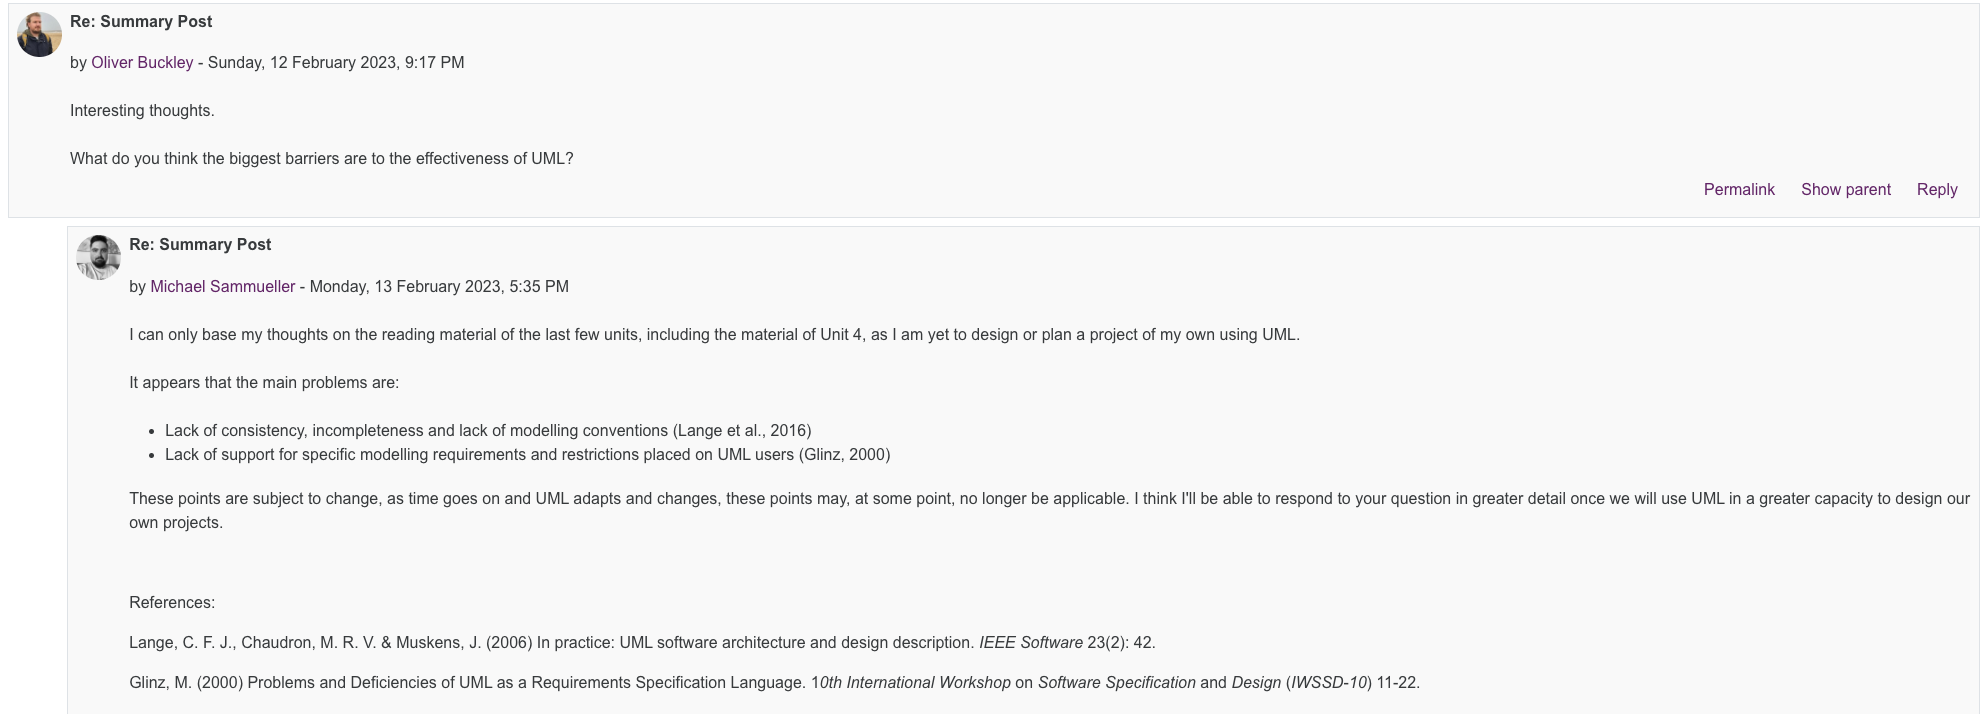 Re: Summary Post
by Oliver Buckley - Sunday, 12 February 2023, 9:17 PM
Interesting thoughts.
What do you think the biggest barriers are to the effectiveness of UML?
Permalink Show parent Reply
Re: Summary Post
by Michael Sammueller - Monday, 13 February 2023, 5:35 PM
I can only base my thoughts on the reading material of the last few units, including the material of Unit 4, as I am yet to design or plan a project of my own using UML.
It appears that the main problems are:
• Lack of consistency, incompleteness and lack of modelling conventions (Lange et al., 2016)
• Lack of support for specific modelling requirements and restrictions placed on UML users (Glinz, 2000)
These points are subject to change, as time goes on and UML adapts and changes, these points may, at some point, no longer be applicable. I think I'll be able to respond to your question in greater detail once we will use UML in a greater capacity to design our
own projects.
References:
Lange, C. F. J., Chaudron, M. R. V. & Muskens, J. (2006) In practice: UML software architecture and design description. IEEE Software 23(2): 42.
Glinz, M. (2000) Problems and Deficiencies of UML as a Requirements Specification Language. 10th International Workshop on Software Specification and Design (IWSSD-10) 11-22.